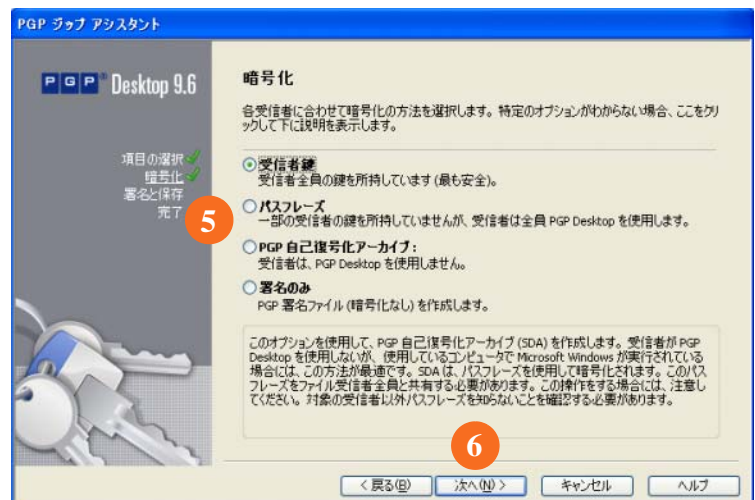 PGP ジップ アシスタント
PGP Desktop 9.6
項目の選択
暗号化
署名と保存
完了
5
暗号化
各受信者に合わせて暗号化の方法を選択します。特定のオプションがわからない場合、ここをクリ
ックして下に説明を表示します。
受信者鍵
受信者全員の鍵を所持しています (最も安全)。
パスフレーズ
一部の受信者の鍵を所持していませんが、受信者は全員 PGP Desktop を使用します。
PGP 自己復号化アーカイブ:
受信者は、PGP Desktop を使用しません。
署名のみ
PGP 署名ファイル (暗号化なし) を作成します。
このオプションを使用して、PGP 自己復号化アーカイブ (SDA) を作成します。受信者が PGP
Desktop を使用しないが、使用しているコンピュータで Microsoft Windows が実行されている
場合には、この方法が最適です。SDA は、パスフレーズを使用して暗号化されます。このパス
フレーズをファイル受信者全員と共有する必要があります。この操作をする場合には、注意し
てください。対象の受信者以外パスフレーズを知らないことを確認する必要があります。
6
< 戻る(B)
次へ(N) >
キャンセル
ヘルプ